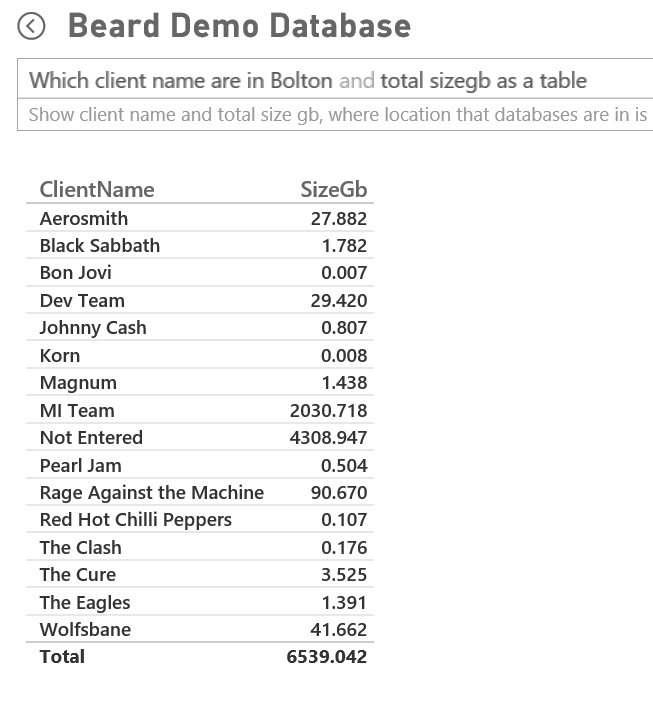 Beard Demo Database
Which client name are in Bolton and total sizegb as a table
Show client name and total size gb, where location that databases are in is
ClientName SizeGb
Aerosmith 27.882
Black Sabbath 1.782
Bon Jovi 0.007
Dev Team 29.420
Johnny Cash 0.807
Korn 0.008
Magnum 1.438
MI Team 2030.718
Not Entered 4308.947
Pearl Jam 0.504
Rage Against the Machine 90.670
Red Hot Chilli Peppers 0.107
The Clash 0.176
The Cure 3.525
The Eagles 1.391
Wolfsbane 41.662
Total 6539.042